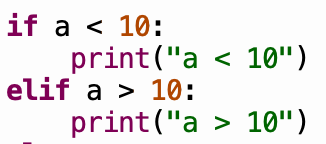 if a < 10:
    print("a < 10")
elif a > 10:
    print("a > 10")